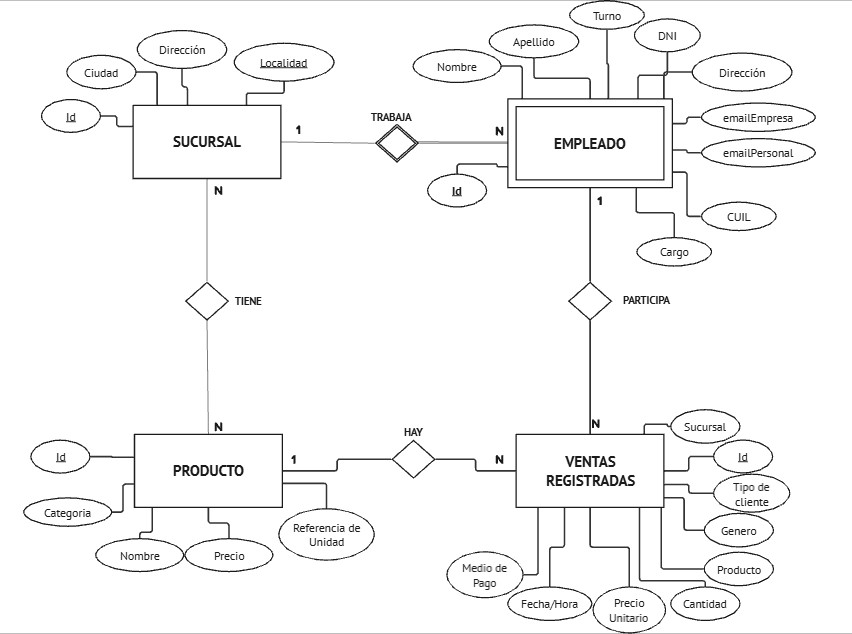 Turno
Dirección
Apellido
DNI
Localidad
Nombre
Ciudad
Dirección
Id
TRABAJA
emailEmpresa
SUCURSAL
1
N
EMPLEADO
emailPersonal
N
Id
1
CUIL
Cargo
TIENE
PARTICIPA
N
N
Sucursal
HAY
Id
1
N
Id
PRODUCTO
VENTAS
REGISTRADAS
Tipo de
cliente
Categoria
Referencia de
Unidad
Genero
Nombre
Precio
Medio de
Pago
Producto
Fecha/Hora
Precio
Unitario
Cantidad